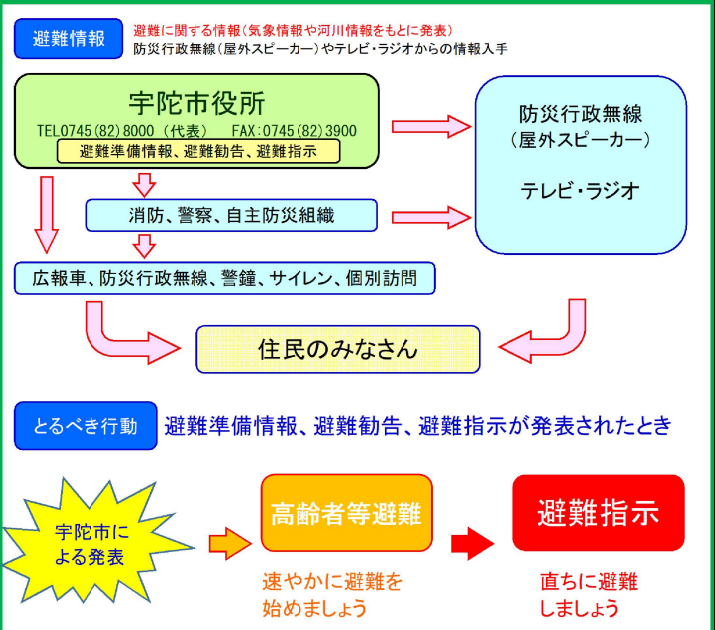 避難情報
避難に関する情報(気象情報や河川情報をもとに発表)
防災行政無線(屋外スピーカー)やテレビ・ラジオからの情報入手
宇陀市役所
TEL0745(82)8000 (代表) FAX:0745(82)3900
避難準備情報、避難勧告、避難指示
防災行政無線
(屋外スピーカー)
テレビ・ラジオ
消防、警察、自主防災組織
広報車、防災行政無線、警鐘、サイレン、個別訪問
住民のみなさん
とるべき行動
避難準備情報、避難勧告、避難指示が発表されたとき
宇陀市に
よる発表
高齢者等避難
速やかに避難を
始めましょう
避難指示
直ちに避難
しましょう